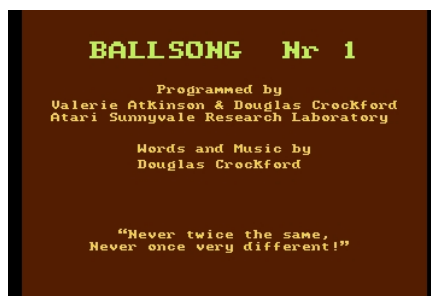 BALLSONG Nr 1
Programmed by
Valerie Atkinson & Douglas Crockford
Atari Sunnyvale Research Laboratory
Words and Music by
Douglas Crockford
“Never twice the same,
Never once very different!”